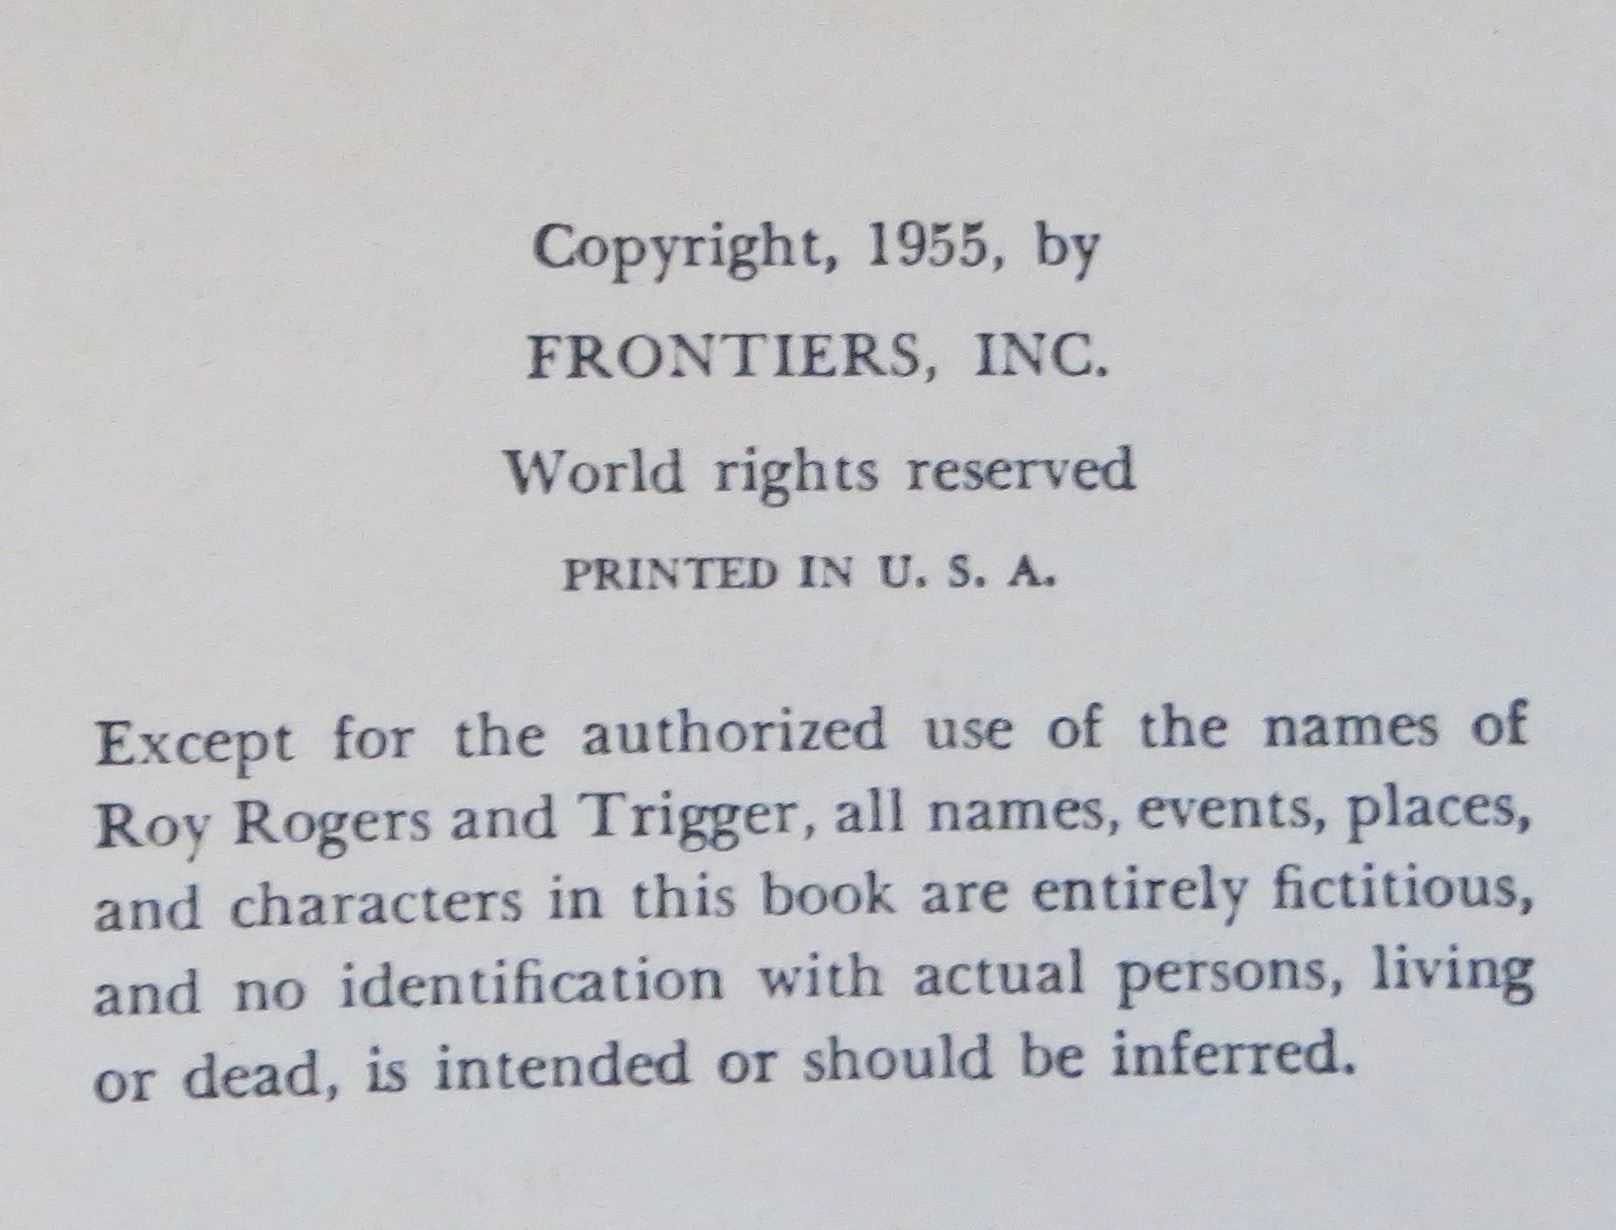 Copyright, 1955, by
FRONTIERS, INC.
World rights reserved
PRINTED IN U. S. A.
Except for the authorized use of the names of
Roy Rogers and Trigger, all names, events, places,
and characters in this book are entirely fictitious,
and no identification with actual persons, living
or dead, is intended or should be inferred.